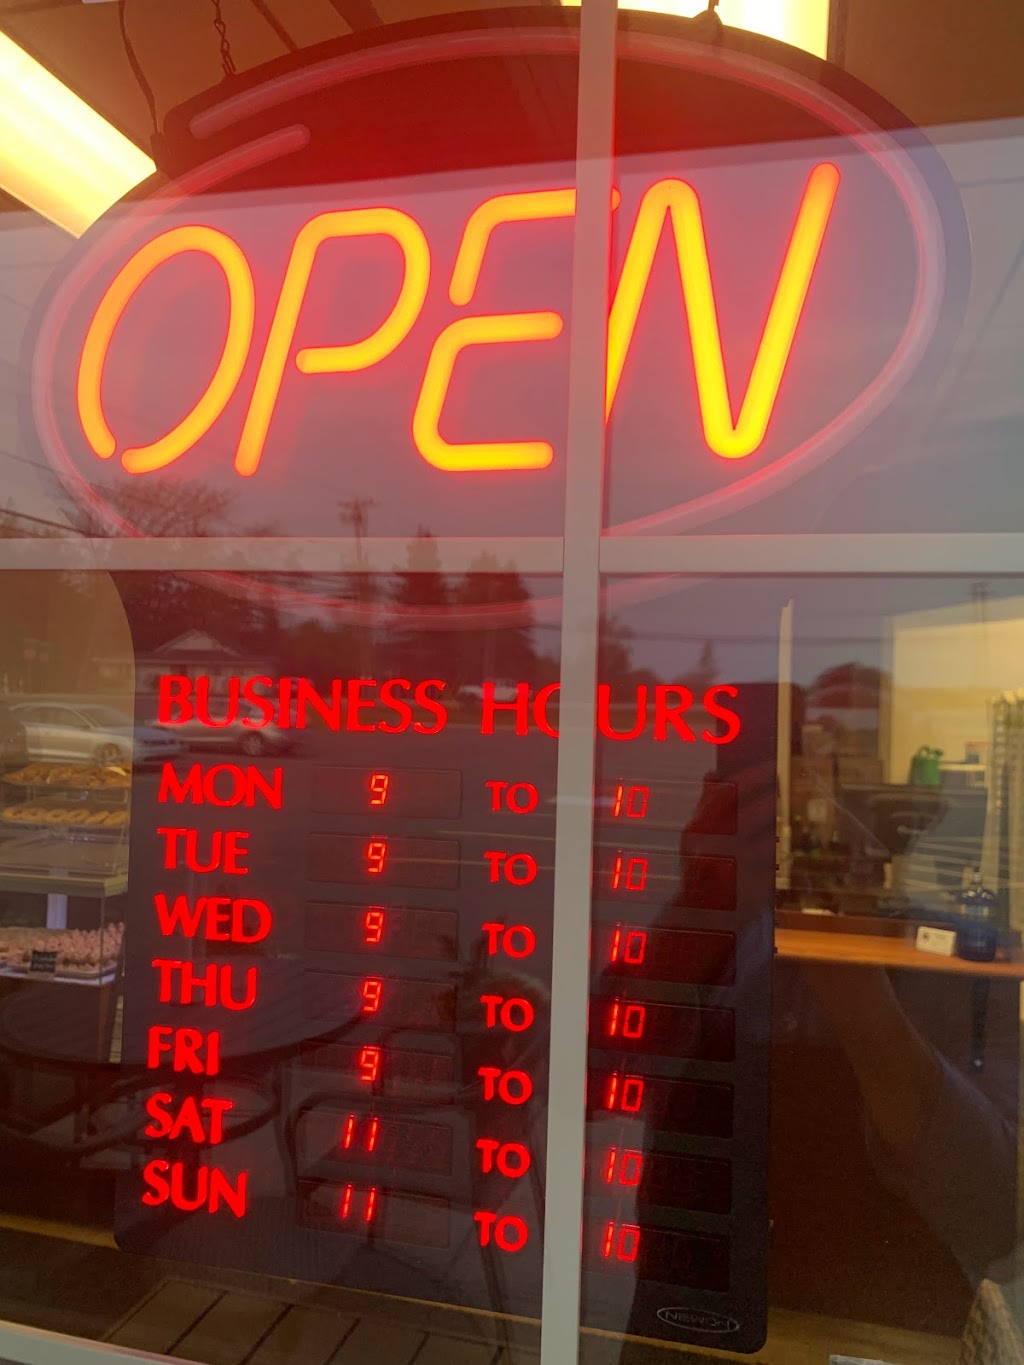 OPEN
BUSINESS HOURS
MON 9 TO 10
TUE 9 TO 10
WED 9 TO 10
THU 9 TO 10
FRI 9 TO 10
SAT 11 TO 10
SUN 11 TO 10
NEWON